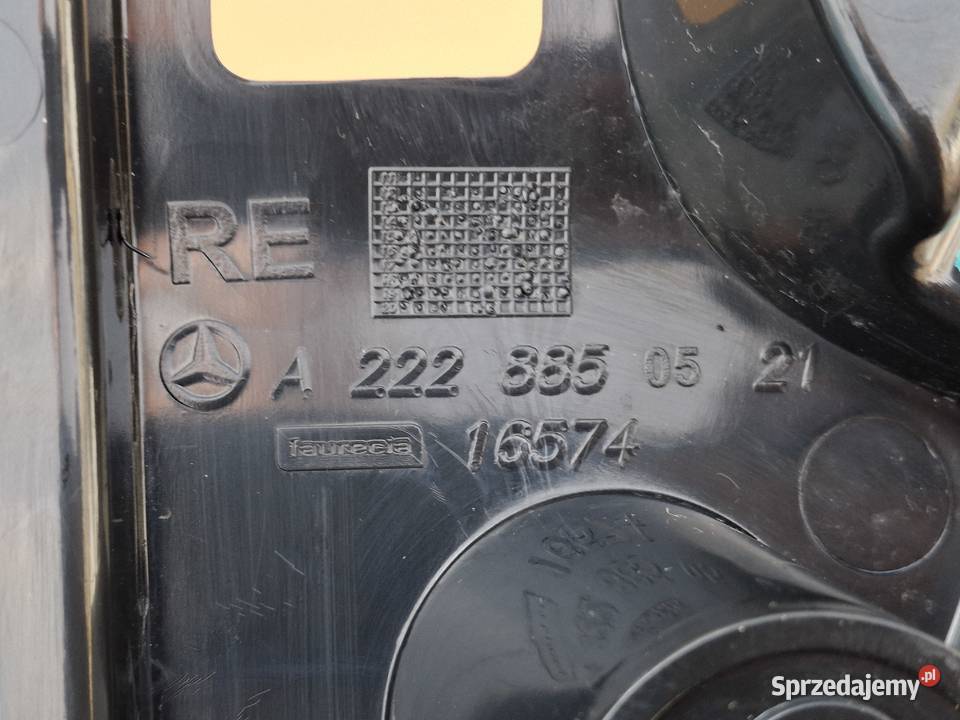 RE
A 222 885 05 21
faurecia 16574
Sprzedajemy.pl